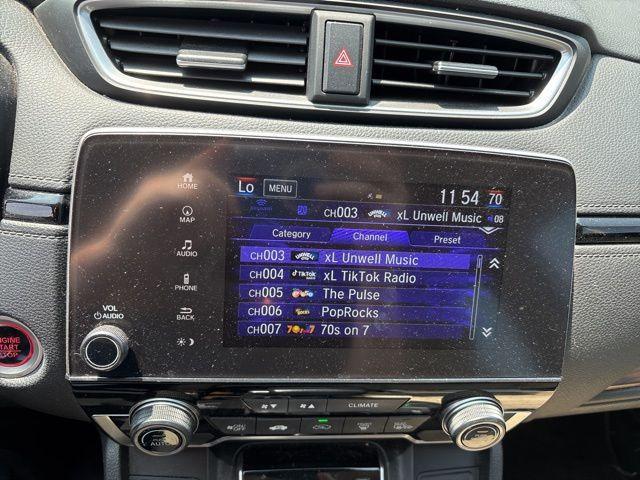 Lo MENU 11 54 70
CH003 xL Unwell Music 08
Category Channel Preset
CH003 xL Unwell Music
CH004 TikTok xL TikTok Radio
CH005 The Pulse
CH006 PopRocks
CH007 70s on 7
HOME
MAP
AUDIO
PHONE
BACK
VOL
AUDIO
ENGINE
START
STOP
CLIMATE
AUTO